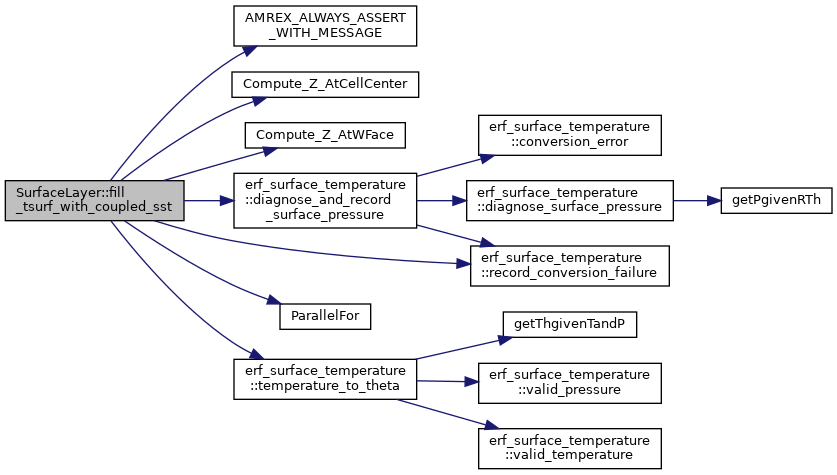 SurfaceLayer::fill
_tsurf_with_coupled_sst
AMREX_ALWAYS_ASSERT
_WITH_MESSAGE
Compute_Z_AtCellCenter
Compute_Z_AtWFace
erf_surface_temperature
::diagnose_and_record
_surface_pressure
erf_surface_temperature
::conversion_error
erf_surface_temperature
::diagnose_surface_pressure
getPgivenRTh
erf_surface_temperature
::record_conversion_failure
ParallelFor
erf_surface_temperature
::temperature_to_theta
getThgivenTandP
erf_surface_temperature
::valid_pressure
erf_surface_temperature
::valid_temperature